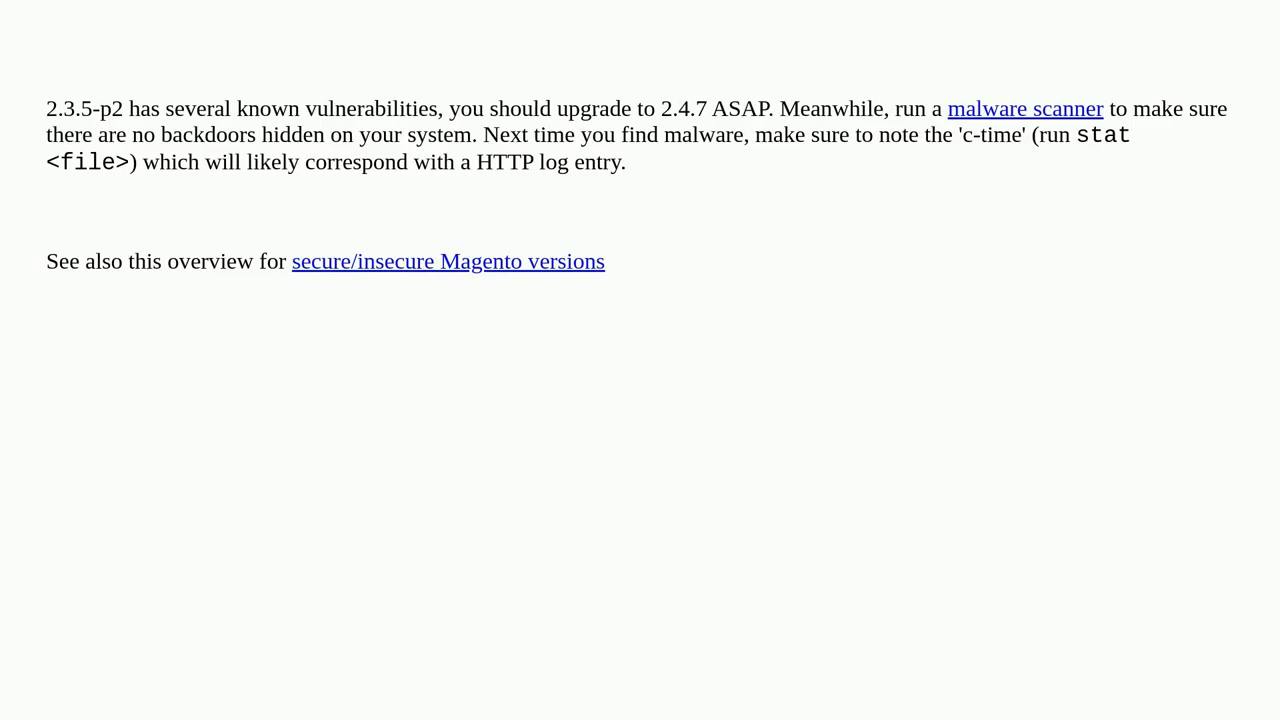 2.3.5-p2 has several known vulnerabilities, you should upgrade to 2.4.7 ASAP. Meanwhile, run a malware scanner to make sure
there are no backdoors hidden on your system. Next time you find malware, make sure to note the 'c-time' (run stat
<file>) which will likely correspond with a HTTP log entry.
See also this overview for secure/insecure Magento versions